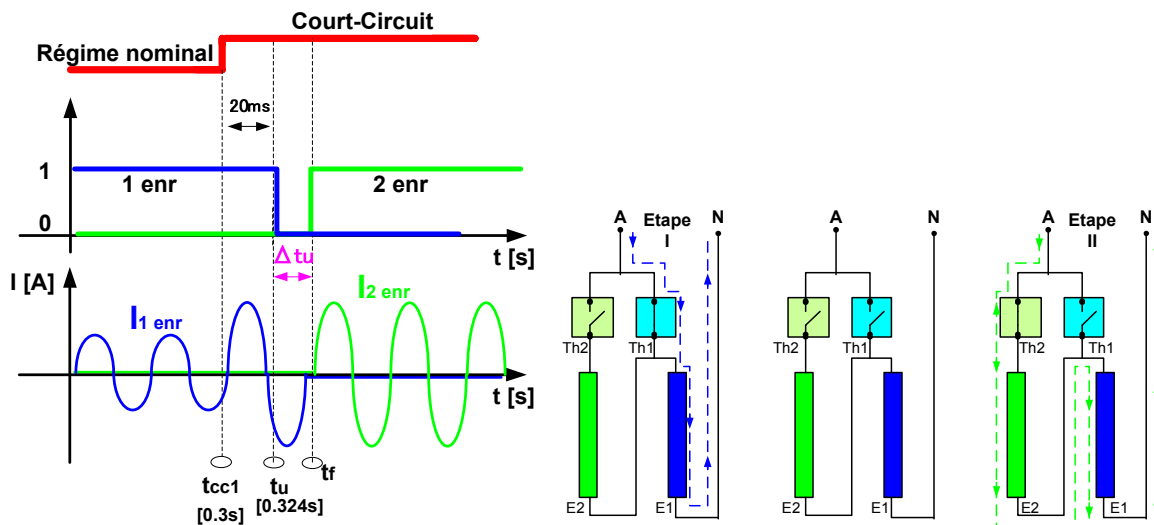 Court-Circuit
Régime nominal
20ms
1
1 enr
2 enr
0
t [s]
Δ tu
I [A]
I1 enr
I2 enr
t [s]
tcc1
[0.3s]
tu
[0.324s]
tf
A
Etape
I
N
Th2
Th1
E2
E1
A
N
Th2
Th1
E2
E1
A
Etape
II
N
Th2
Th1
E2
E1